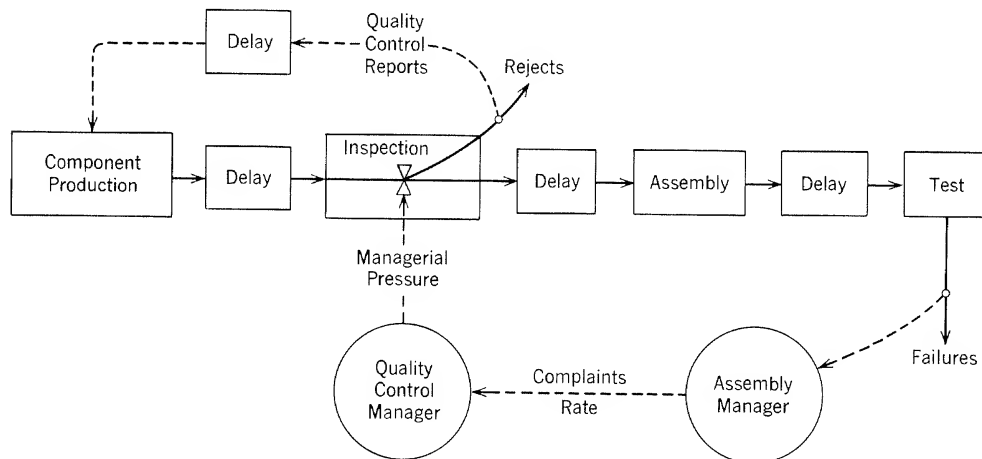 Quality
Control
Reports
Delay
Rejects
Component
Production
Delay
Inspection
Delay
Assembly
Delay
Test
Managerial
Pressure
Quality
Control
Manager
Complaints
Rate
Assembly
Manager
Failures